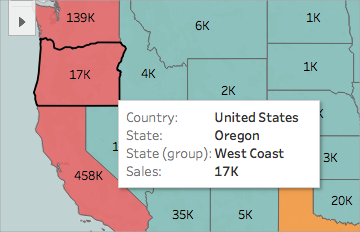 139K
6K
1K
17K
4K
2K
1K
Country: United States
State: Oregon
State (group): West Coast
Sales: 17K
3K
458K
20K
35K
5K